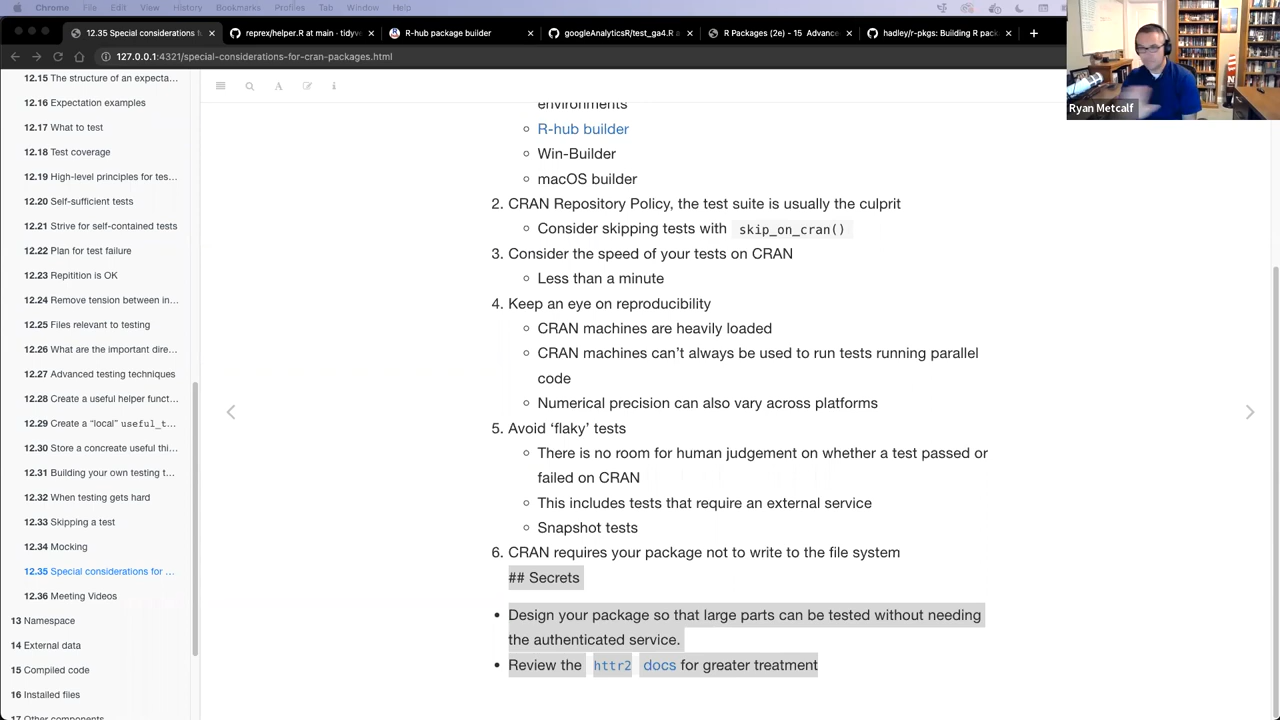 Chrome File Edit View History Bookmarks Profiles Tab Window Help
12.35 Special considerations f
reprex/helper.R at main · tidyve
R-hub package builder
googleAnalyticsR/test_ga4.R a
R Packages (2e) - 15 Advance
hadley/r-pkgs: Building R pack
127.0.0.1:4321/special-considerations-for-cran-packages.html
Ryan Metcalf
12.15 The structure of an expecta…
12.16 Expectation examples
12.17 What to test
12.18 Test coverage
12.19 High-level principles for tes…
12.20 Self-sufficient tests
12.21 Strive for self-contained tests
12.22 Plan for test failure
12.23 Repitition is OK
12.24 Remove tension between in…
12.25 Files relevant to testing
12.26 What are the important dire…
12.27 Advanced testing techniques
12.28 Create a useful helper funct…
12.29 Create a “local” useful_t…
12.30 Store a concreate useful thi…
12.31 Building your own testing t…
12.32 When testing gets hard
12.33 Skipping a test
12.34 Mocking
12.35 Special considerations for …
12.36 Meeting Videos
13 Namespace
14 External data
15 Compiled code
16 Installed files
17 Other components
environments
R-hub builder
Win-Builder
macOS builder
2. CRAN Repository Policy, the test suite is usually the culprit
Consider skipping tests with skip_on_cran()
3. Consider the speed of your tests on CRAN
Less than a minute
4. Keep an eye on reproducibility
CRAN machines are heavily loaded
CRAN machines can’t always be used to run tests running parallel
code
Numerical precision can also vary across platforms
5. Avoid ‘flaky’ tests
There is no room for human judgement on whether a test passed or
failed on CRAN
This includes tests that require an external service
Snapshot tests
6. CRAN requires your package not to write to the file system
## Secrets
• Design your package so that large parts can be tested without needing
the authenticated service.
• Review the httr2 docs for greater treatment